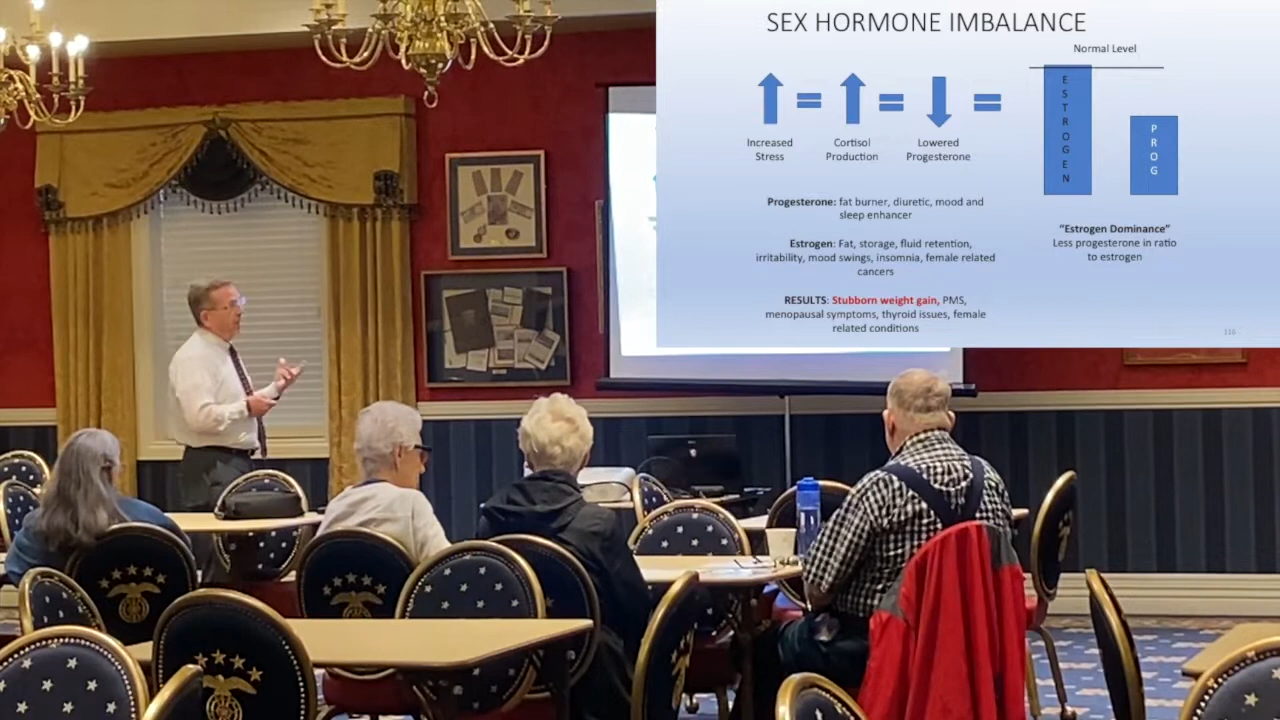 SEX HORMONE IMBALANCE
Normal Level
Increased
Stress
Cortisol
Production
Lowered
Progesterone
ESTROGEN
PROG
Progesterone: fat burner, diuretic, mood and
sleep enhancer
Estrogen: Fat, storage, fluid retention,
irritability, mood swings, insomnia, female related
cancers
RESULTS: Stubborn weight gain, PMS,
menopausal symptoms, thyroid issues, female
related conditions
"Estrogen Dominance"
Less progesterone in ratio
to estrogen